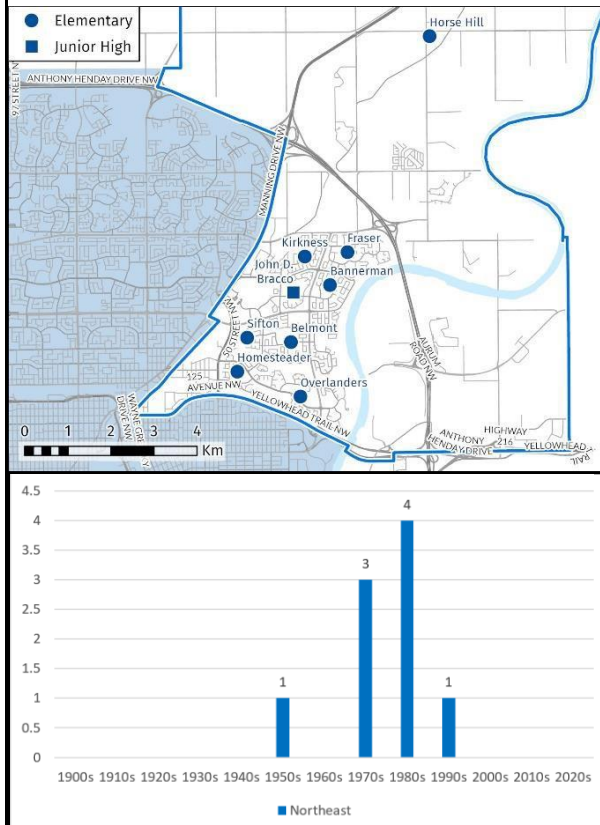 Elementary
Junior High
Horse Hill
97 STREET N
ANTHONY HENDAY DRIVE NW
MANNING DRIVE NW
Kirkness
Fraser
John D.
Bracco
Bannerman
50 STREET NW
Sifton
Belmont
Homesteader
125
AVENUE NW
Overlanders
YELLOWHEAD TRAIL NW
AURUM
ROAD NW
WAYNE GR
DRIVE NW
0 1 2 3 4
Km
ANTHONY
HENDAY DRIVE
HIGHWAY
216
YELLOWHEAD
TRAIL
4.5
4
3.5
3
2.5
2
1.5
1
0.5
0
1
3
4
1
1900s 1910s 1920s 1930s 1940s 1950s 1960s 1970s 1980s 1990s 2000s 2010s 2020s
Northeast